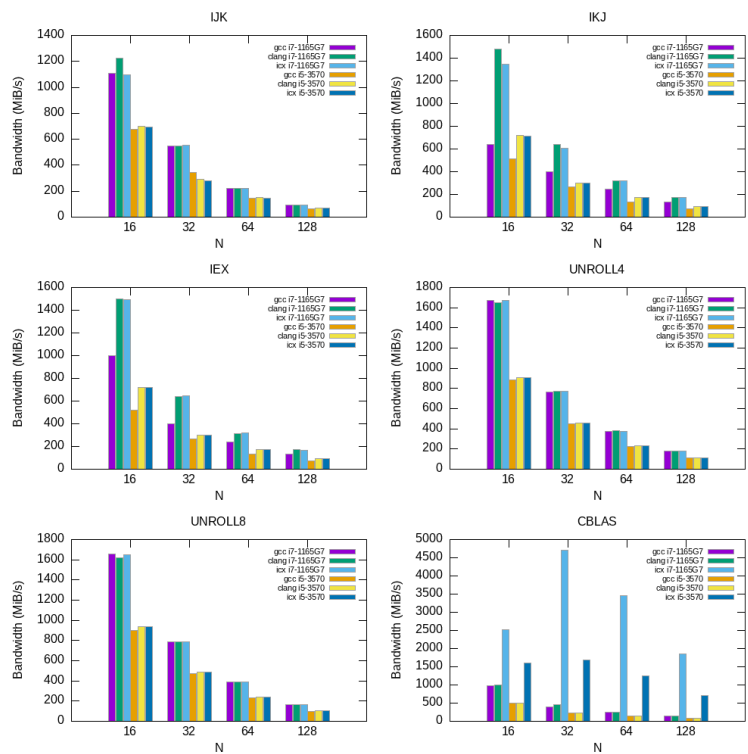 IJK
1400
1200
1000
800
600
400
200
0
Bandwidth (MiB/s)
gcc i7-1165G7
clang i7-1165G7
icx i7-1165G7
gcc i5-3570
clang i5-3570
icx i5-3570
16 32 64 128
N
IKJ
1600
1400
1200
1000
800
600
400
200
0
Bandwidth (MiB/s)
gcc i7-1165G7
clang i7-1165G7
icx i7-1165G7
gcc i5-3570
clang i5-3570
icx i5-3570
16 32 64 128
N
IEX
1600
1400
1200
1000
800
600
400
200
0
Bandwidth (MiB/s)
gcc i7-1165G7
clang i7-1165G7
icx i7-1165G7
gcc i5-3570
clang i5-3570
icx i5-3570
16 32 64 128
N
UNROLL4
1800
1600
1400
1200
1000
800
600
400
200
0
Bandwidth (MiB/s)
gcc i7-1165G7
clang i7-1165G7
icx i7-1165G7
gcc i5-3570
clang i5-3570
icx i5-3570
16 32 64 128
N
UNROLL8
1800
1600
1400
1200
1000
800
600
400
200
0
Bandwidth (MiB/s)
gcc i7-1165G7
clang i7-1165G7
icx i7-1165G7
gcc i5-3570
clang i5-3570
icx i5-3570
16 32 64 128
N
CBLAS
5000
4500
4000
3500
3000
2500
2000
1500
1000
500
0
Bandwidth (MiB/s)
gcc i7-1165G7
clang i7-1165G7
icx i7-1165G7
gcc i5-3570
clang i5-3570
icx i5-3570
16 32 64 128
N